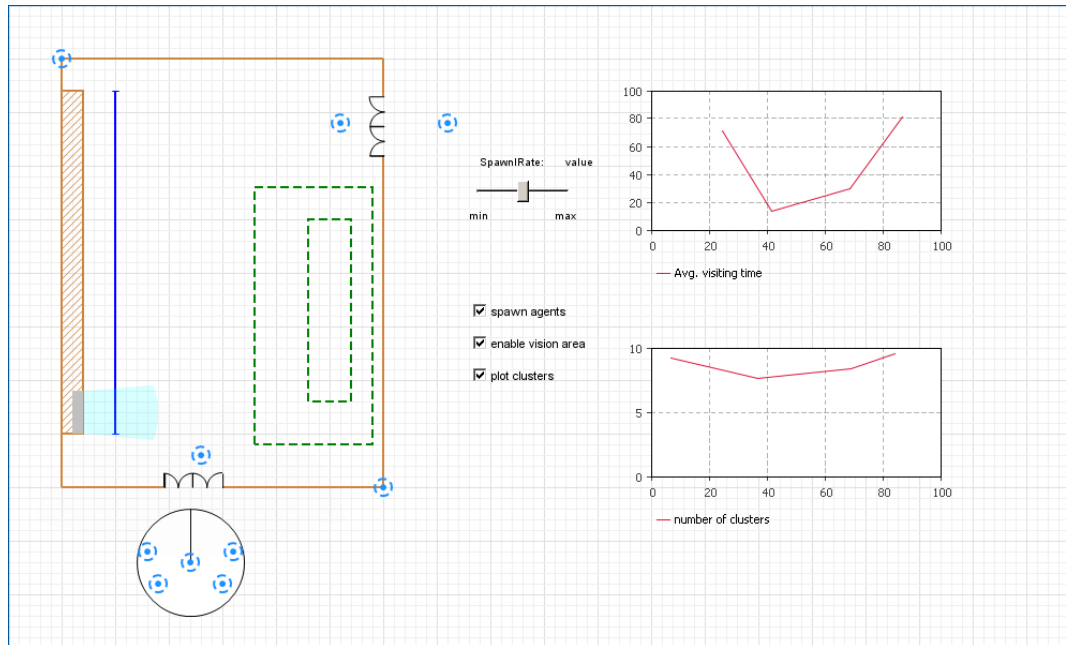 SpawnlRate: value
min max
spawn agents
enable vision area
plot clusters
100
80
60
40
20
0
0 20 40 60 80 100
Avg. visiting time
10
5
0
0 20 40 60 80 100
number of clusters